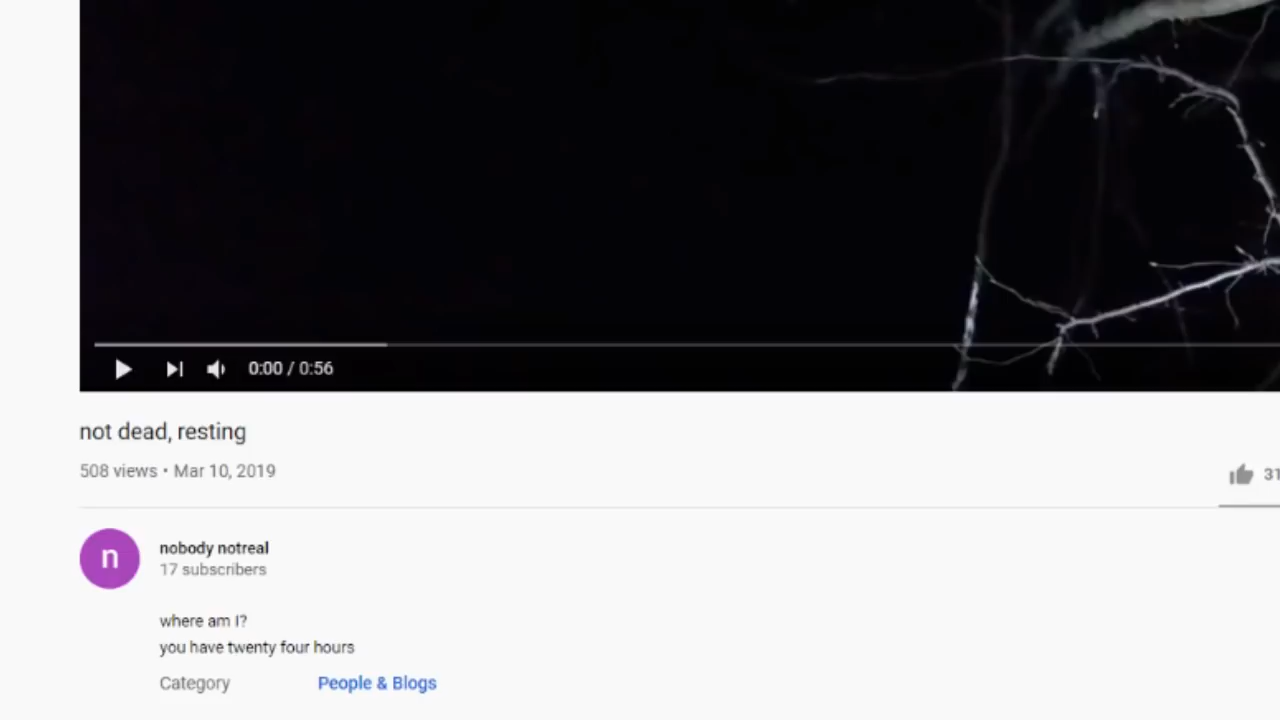 0:00 / 0:56
not dead, resting
508 views • Mar 10, 2019
31
n
nobody notreal
17 subscribers
where am I?
you have twenty four hours
Category People & Blogs